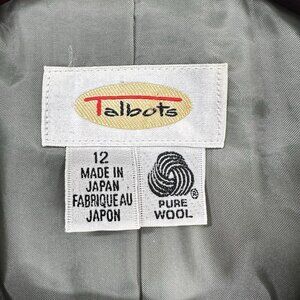 Talbots
12
MADE IN
JAPAN
FABRIQUE AU
JAPON
®
PURE
WOOL